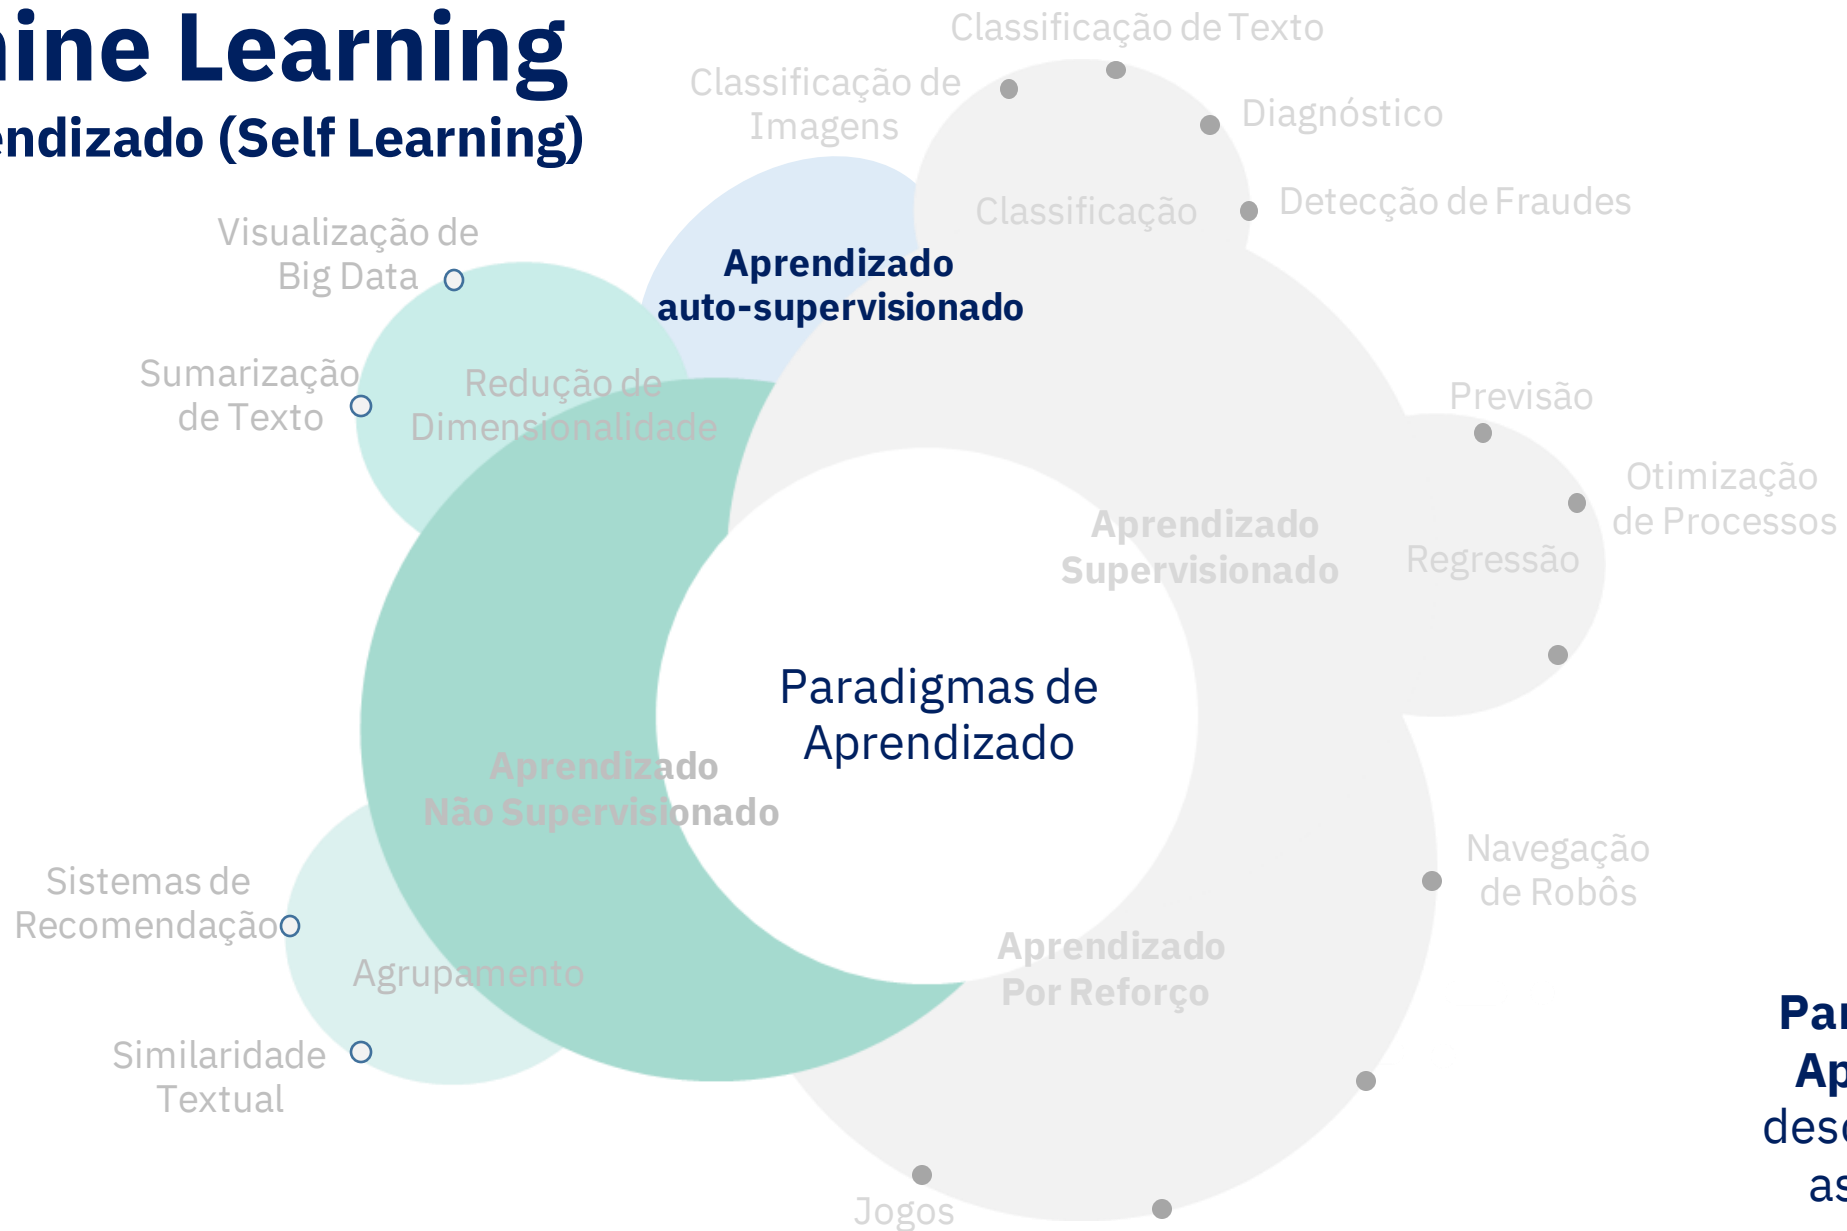 ine Learning
endizado (Self Learning)
Classificação de Texto
Classificação de
Imagens
Diagnóstico
Classificação
Detecção de Fraudes
Visualização de
Big Data
Aprendizado
auto-supervisionado
Sumarização
de Texto
Redução de
Dimensionalidade
Previsão
Otimização
de Processos
Aprendizado
Supervisionado
Regressão
Paradigmas de
Aprendizado
Aprendizado
Não Supervisionado
Navegação
de Robôs
Sistemas de
Recomendação
Agrupamento
Aprendizado
Por Reforço
Similaridade
Textual
Jogos
Par
Ap
desc
as